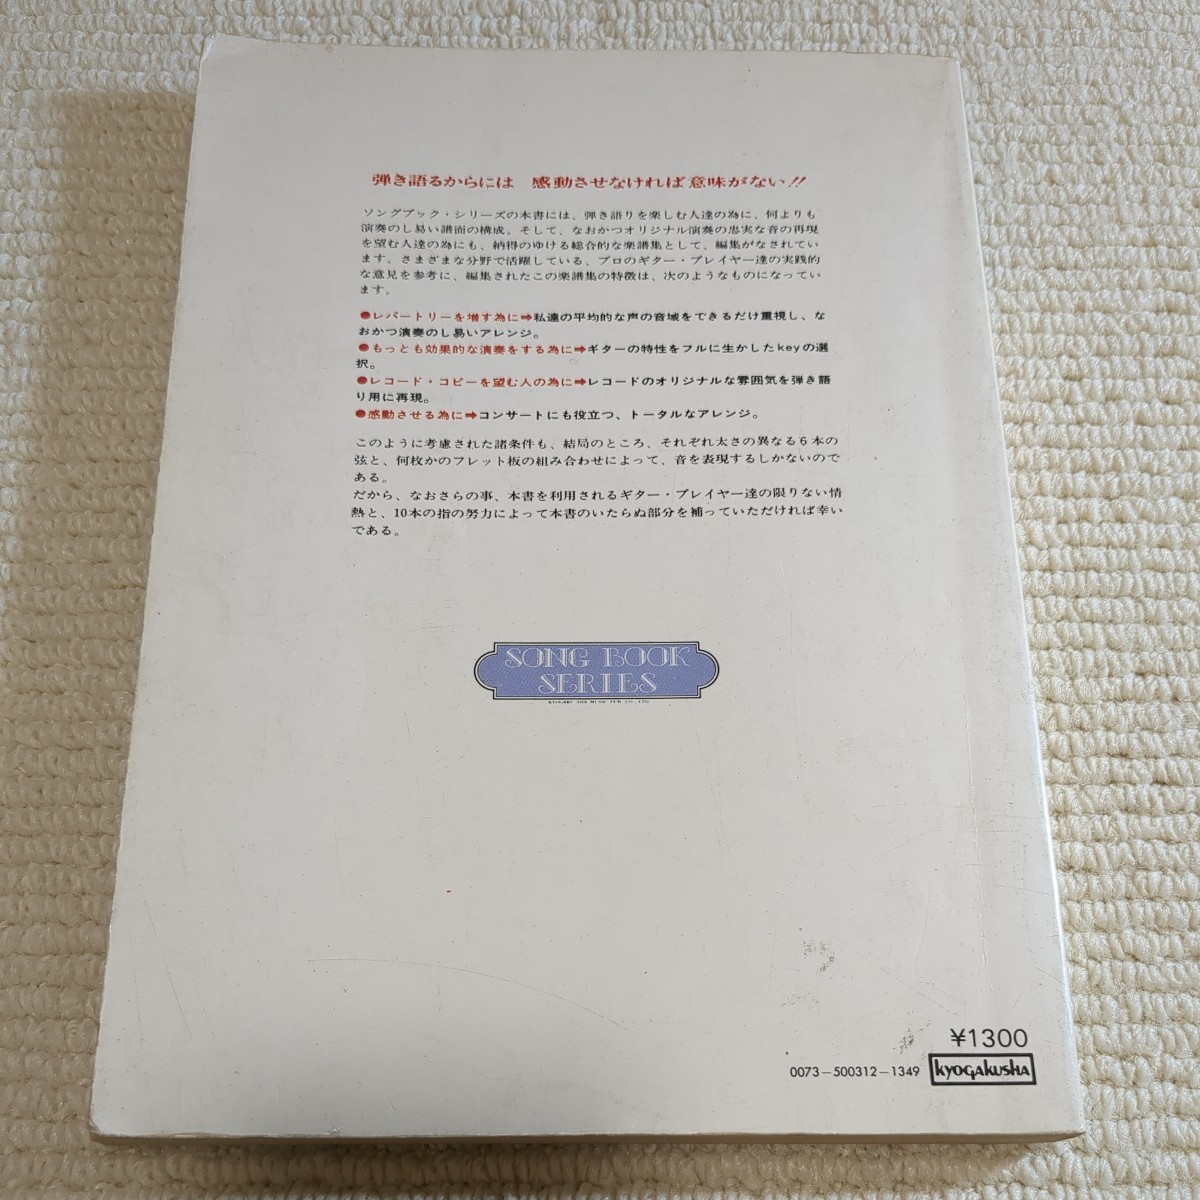 弾き語るからには 感動させなければ意味がない!!
ソングブック・シリーズの本書には、弾き語りを楽しむ人達の為に、何よりも
演奏のし易い譜面の構成。そして、なおかつオリジナル演奏の忠実な音の再現
を望む人達の為にも、納得のゆける総合的な楽譜集として、編集がなされてい
ます。さまざまな分野で活躍している、プロのギター・プレイヤー達の実践的
な意見を参考に、編集されたこの楽譜集の特徴は、次のようなものになってい
ます。
●レパートリーを増す為に➡私達の平均的な声の音域をできるだけ重視し、な
おかつ演奏のし易いアレンジ。
●もっとも効果的な演奏をする為に➡ギターの特性をフルに生かしたkeyの選
択。
●レコード・コピーを望む人の為に➡レコードのオリジナルな雰囲気を弾き語
り用に再現。
●感動させる為に➡コンサートにも役立つ、トータルなアレンジ。
このように考慮された諸条件も、結局のところ、それぞれ太さの異なる6本の
弦と、何枚かのフレット板の組み合わせによって、音を表現するしかないので
ある。
だから、なおさらの事、本書を利用されるギター・プレイヤー達の限りない情
熱と、10本の指の努力によって本書のいたらぬ部分を補っていただければ幸い
である。
SONG BOOK
SERIES
KYOGAKU SHA MUSIC PUB. CO., LTD
¥1300
0073-500312-1349 KYOGAKUSHA